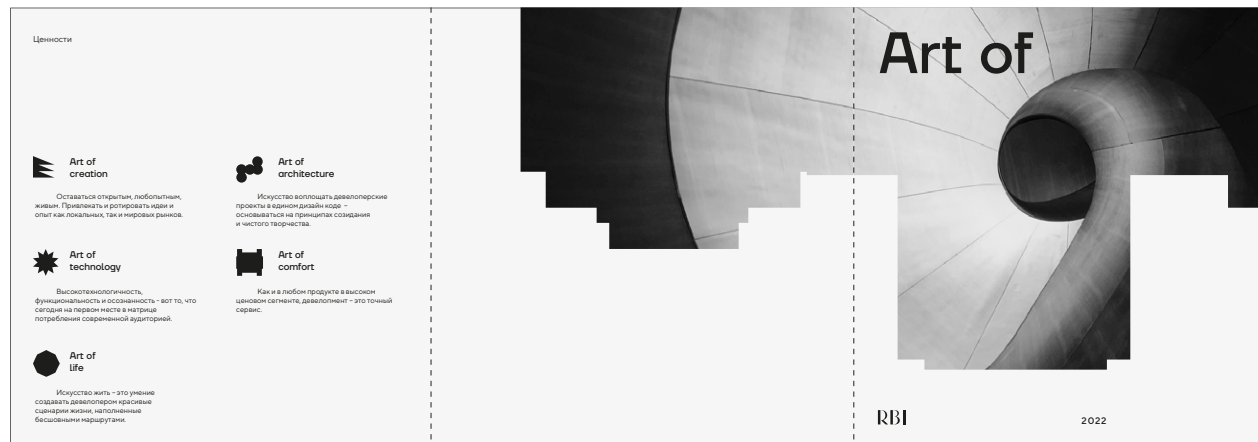 Ценности
Art of
creation
Оставаться открытым, любопытным,
живым. Привлекать и ротировать идеи и
опыт как локальных, так и мировых рынков.
Art of
architecture
Искусство воплощать девелоперские
проекты в едином дизайн коде –
основываться на принципах созидания
и чистого творчества.
Art of
technology
Высокотехнологичность,
функциональность и осознанность – вот то, что
сегодня на первом месте в матрице
потребления современной аудиторией.
Art of
comfort
Как и в любом продукте в высоком
ценовом сегменте, девелопмент – это точный
сервис.
Art of
life
Искусство жить – это умение
создавать девелопером красивые
сценарии жизни, наполненные
бесшовными маршрутами.
Art of
RBI
2022